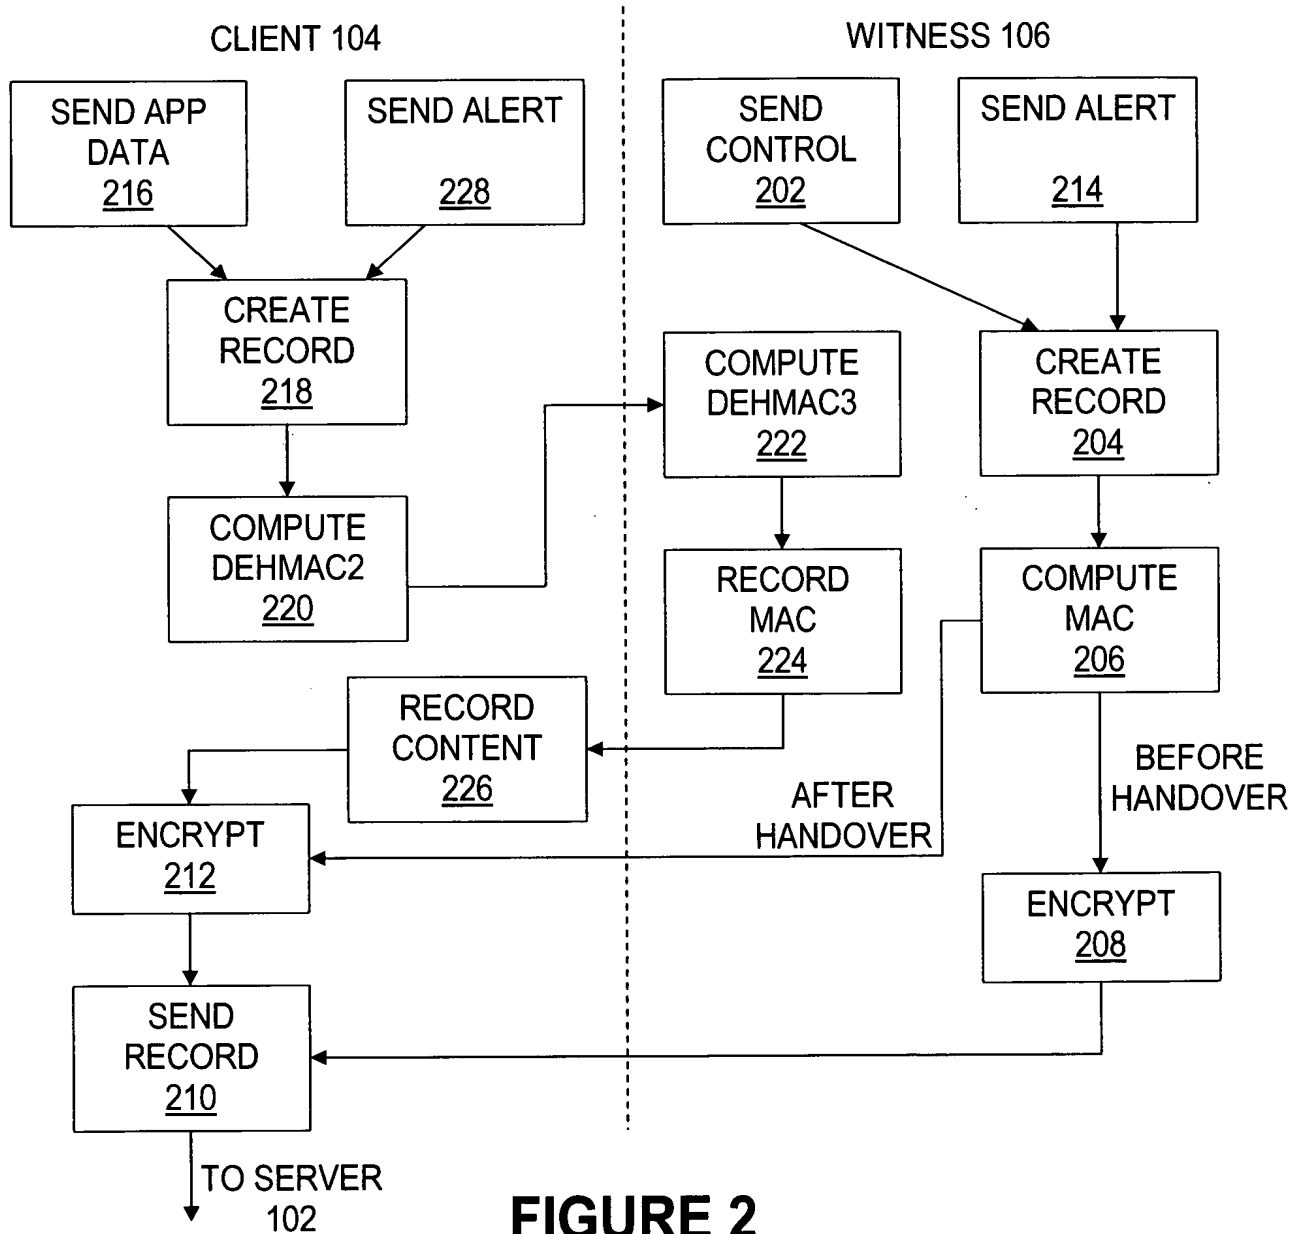 CLIENT 104
WITNESS 106
SEND APP
DATA
216
SEND ALERT
228
SEND
CONTROL
202
SEND ALERT
214
CREATE
RECORD
218
COMPUTE
DEHMAC3
222
CREATE
RECORD
204
COMPUTE
DEHMAC2
220
RECORD
MAC
224
COMPUTE
MAC
206
RECORD
CONTENT
226
AFTER
HANDOVER
BEFORE
HANDOVER
ENCRYPT
212
ENCRYPT
208
SEND
RECORD
210
TO SERVER
102
FIGURE 2